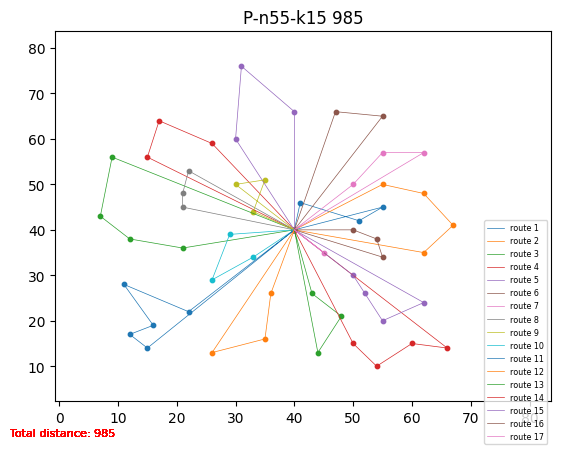 P-n55-k15 985
80
70
60
50
40
30
20
10
0 10 20 30 40 50 60 70 80
route 1
route 2
route 3
route 4
route 5
route 6
route 7
route 8
route 9
route 10
route 11
route 12
route 13
route 14
route 15
route 16
route 17
Total distance: 985